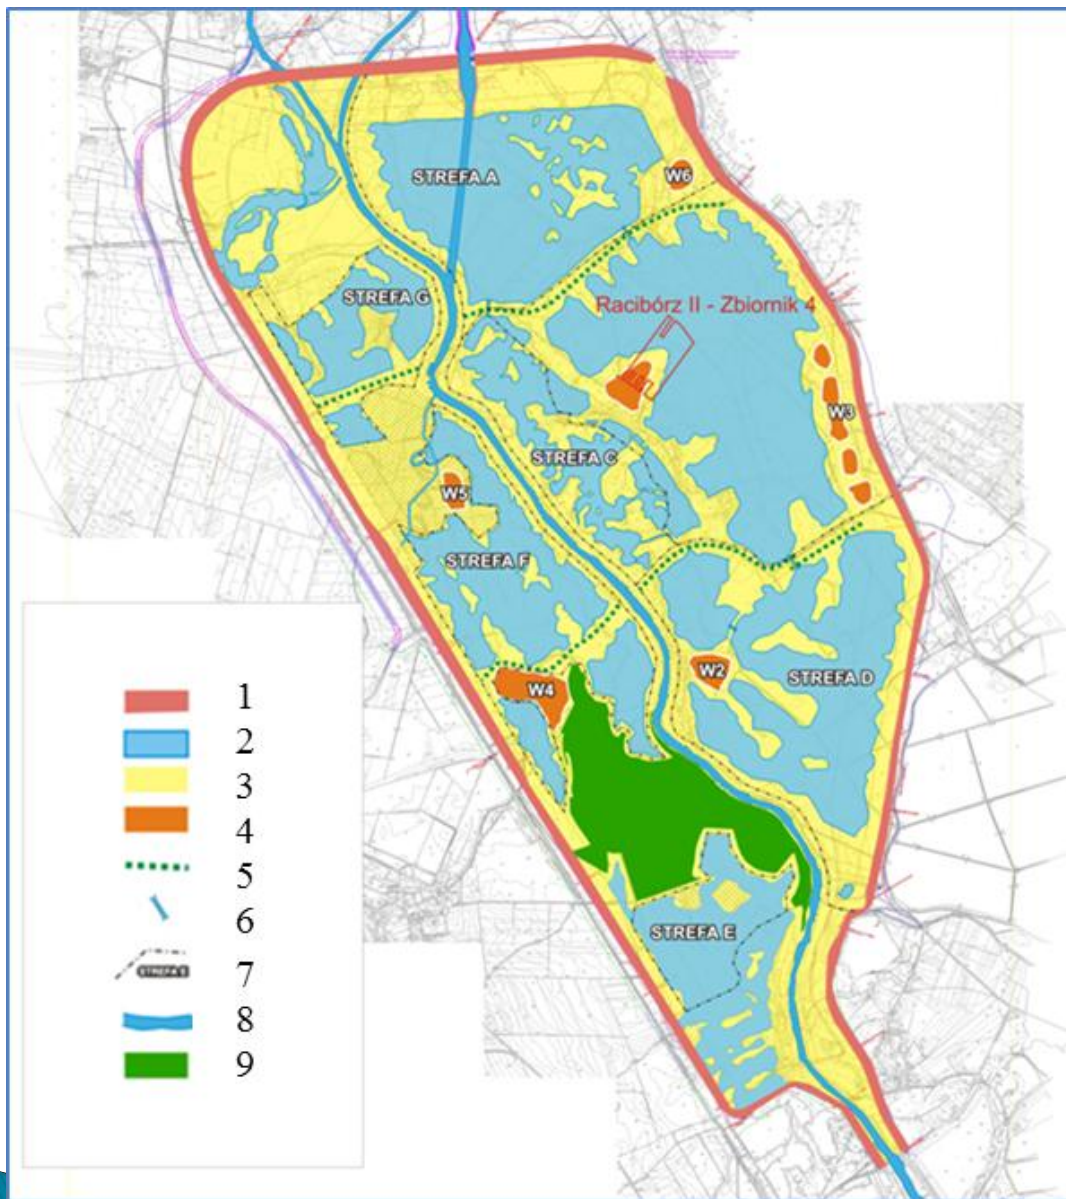 STREFA A
W6
STREFA G
Racibórz II - Zbiornik 4
W3
STREFA C
W5
STREFA F
W2
STREFA D
W4
STREFA E
1
2
3
4
5
6
7
8
9